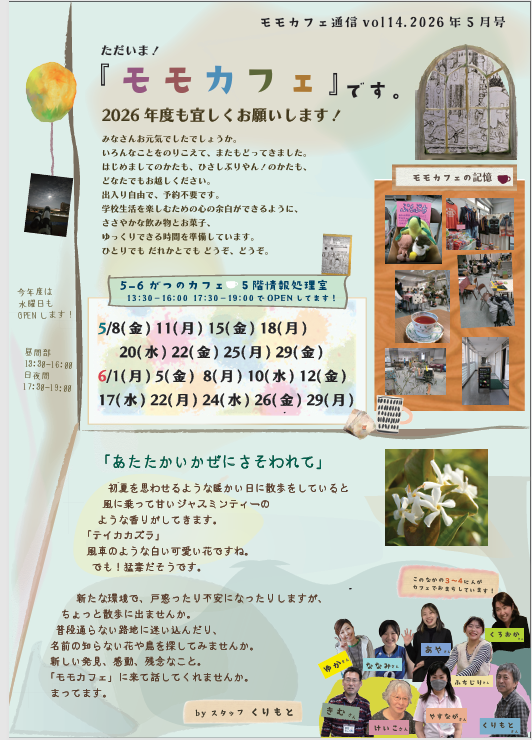 モモカフェ通信 vol14.2026年5月号
ただいま!
『モモカフェ』です。
2026年度も宜しくお願いします!
みなさんお元気でしたでしょうか。
いろんなことをのりこえて、またもどってきました。
はじめましてのかたも、ひさしぶりやん!のかたも、
どなたでもお越しください。
出入り自由で、予約不要です。
学校生活を楽しむための心の余白ができるように、
ささやかな飲み物とお菓子、
ゆっくりできる時間を準備しています。
ひとりでも だれかとでも どうぞ、どうぞ。
モモカフェの記憶
5-6がつのカフェ 5階情報処理室
13:30-16:00 17:30-19:00でOPENしてます!
5/8(金) 11(月) 15(金) 18(月)
20(水) 22(金) 25(月) 29(金)
6/1(月) 5(金) 8(月) 10(水) 12(金)
17(水) 22(月) 24(水) 26(金) 29(月)
今年度は
水曜日も
OPENします!
昼間部
13:30-16:00
夜間
17:30-19:00
「あたたかいかぜにさそわれて」
初夏を思わせるような暖かい日に散歩をしていると
風に乗って甘いジャスミンティーの
ような香りがしてきます。
「テイカカズラ」
風車のような白い可愛い花ですね。
でも!猛毒だそうです。
新たな環境で、戸惑ったり不安になったりしますが、
ちょっと散歩に出ませんか。
普段通らない路地に迷い込んだり、
名前の知らない花や鳥を探してみませんか。
新しい発見、感動、残念なこと。
「モモカフェ」に来て話してくれませんか。
まってます。
by スタッフ くりもと
このなかの3~4にんが
カフェでお待ちしています!
ゆかさん
ななみさん
あやさん
ふちじりさん
くろおかさん
きむさん
けいこさん
やすながさん
くりもと